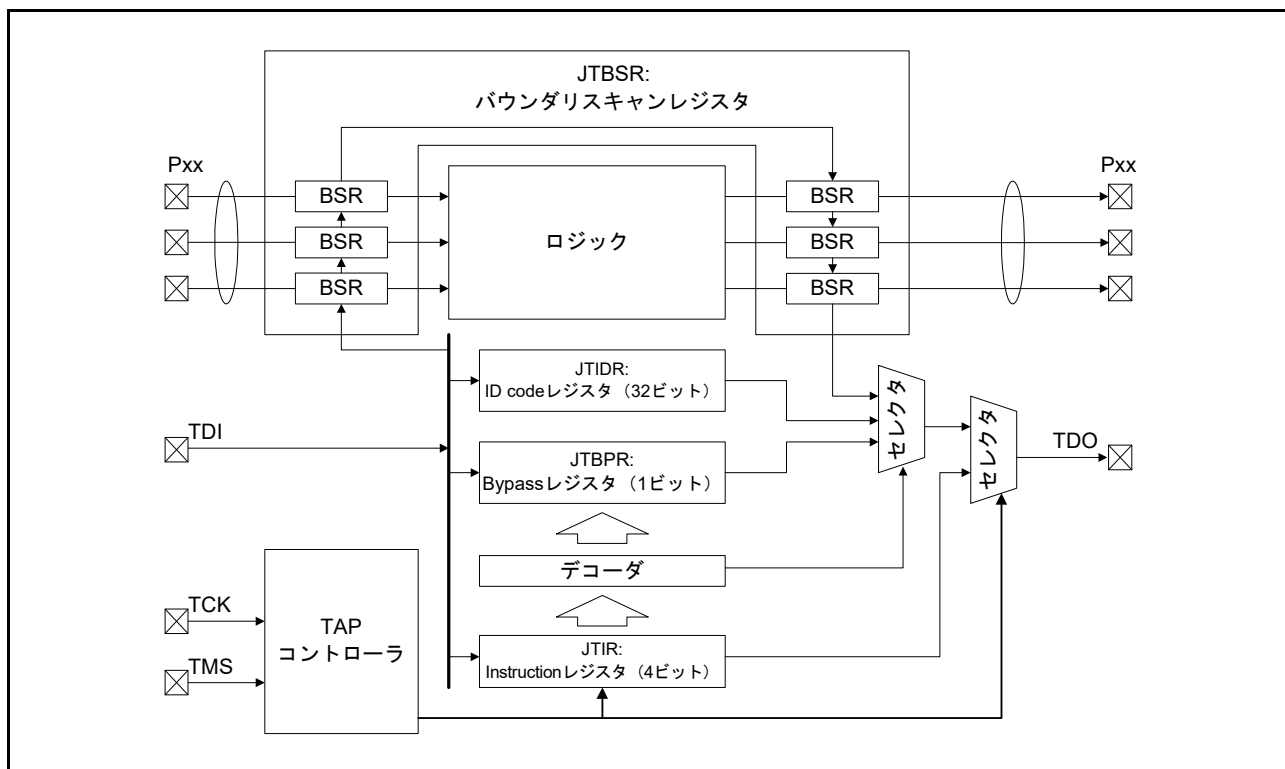 JTBSR:
バウンダリスキャンレジスタ
Pxx
Pxx
BSR
BSR
BSR
BSR
BSR
BSR
ロジック
JTIDR:
ID codeレジスタ（32ビット）
TDI
JTBPR:
Bypassレジスタ（1ビット）
セレクタ
セレクタ
TDO
デコーダ
TCK
TMS
TAP
コントローラ
JTIR:
Instructionレジスタ（4ビット）